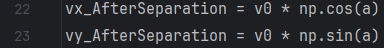 22 vx_AfterSeparation = v0 * np.cos(a)
23 vy_AfterSeparation = v0 * np.sin(a)